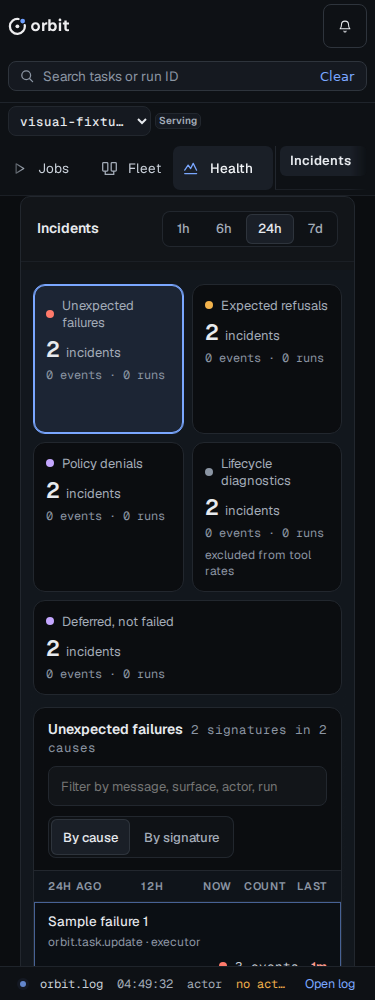 orbit
Search tasks or run ID Clear
visual-fixtu… Serving
Jobs Fleet Health Incidents
Incidents 1h 6h 24h 7d
Unexpected failures
2 incidents
0 events · 0 runs
Expected refusals
2 incidents
0 events · 0 runs
Policy denials
2 incidents
0 events · 0 runs
Lifecycle diagnostics
2 incidents
0 events · 0 runs
excluded from tool rates
Deferred, not failed
2 incidents
0 events · 0 runs
Unexpected failures 2 signatures in 2
causes
Filter by message, surface, actor, run
By cause By signature
24H AGO 12H NOW COUNT LAST
Sample failure 1
orbit.task.update · executor
2 events 1m
orbit.log 04:49:32 actor no act… Open log